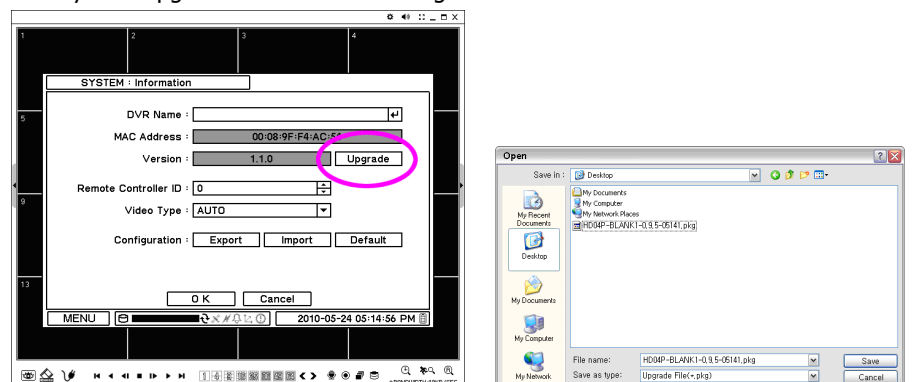 1 2 3 4
SYSTEM : Information
DVR Name :
5
MAC Address : 00:08:9F:F4:AC:54
Version : 1.1.0 Upgrade
Remote Controller ID : 0
9
Video Type : AUTO
Configuration : Export Import Default
13
O K Cancel
MENU 2010-05-24 05:14:56 PM
Open
Save in : Desktop
My Recent Documents
Desktop
My Documents
My Computer
My Network
My Documents
My Computer
My Network Places
HD04P-BLANK1-0,9,5-05141,pkg
File name: HD04P-BLANK1-0,9,5-05141,pkg Save
Save as type: Upgrade File(*,pkg) Cancel